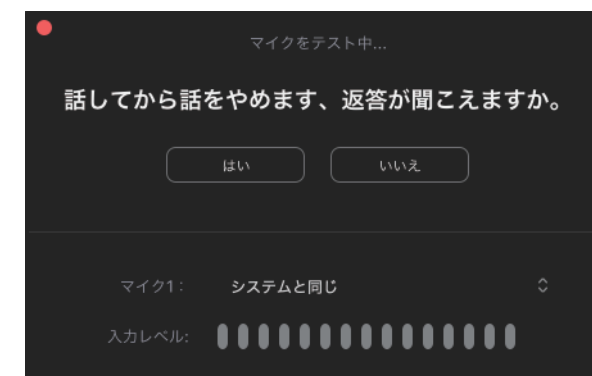 マイクをテスト中...
話してから話をやめます、返答が聞こえますか。
はい
いいえ
マイク1:
システムと同じ
入力レベル: